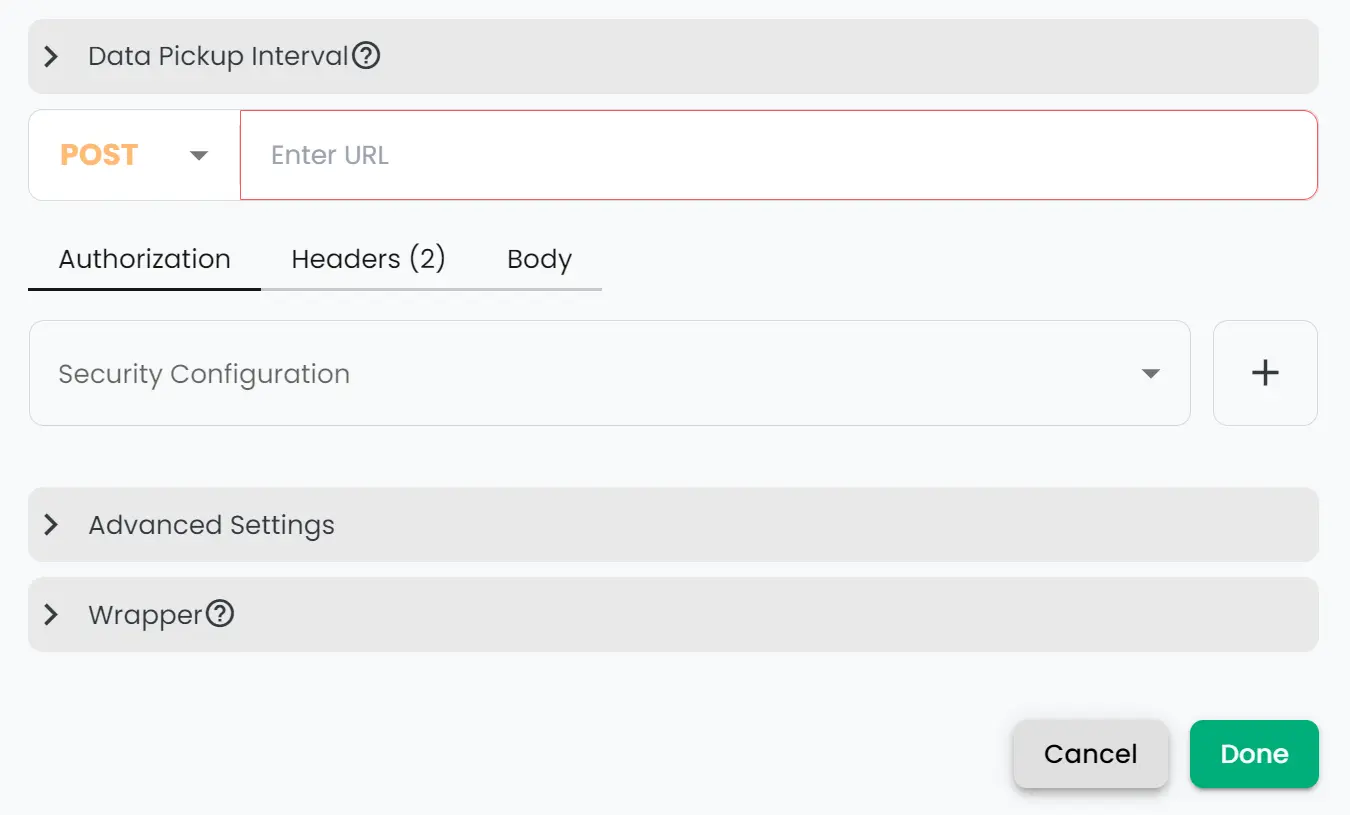 Data Pickup Interval
POST Enter URL
Authorization Headers (2) Body
Security Configuration
Advanced Settings
Wrapper
Cancel Done